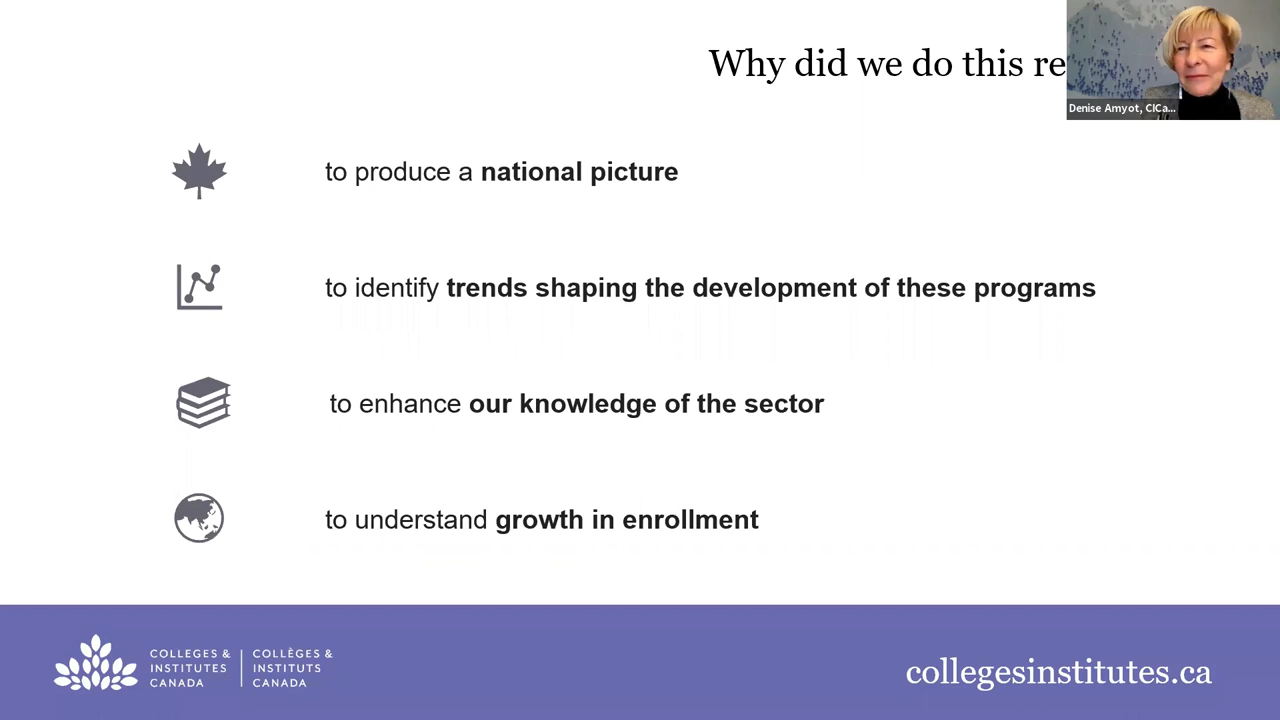 Why did we do this re
Denise Amyot, CICa...
to produce a national picture
to identify trends shaping the development of these programs
to enhance our knowledge of the sector
to understand growth in enrollment
COLLEGES & INSTITUTES CANADA
COLLÈGES & INSTITUTS CANADA
collegesinstitutes.ca